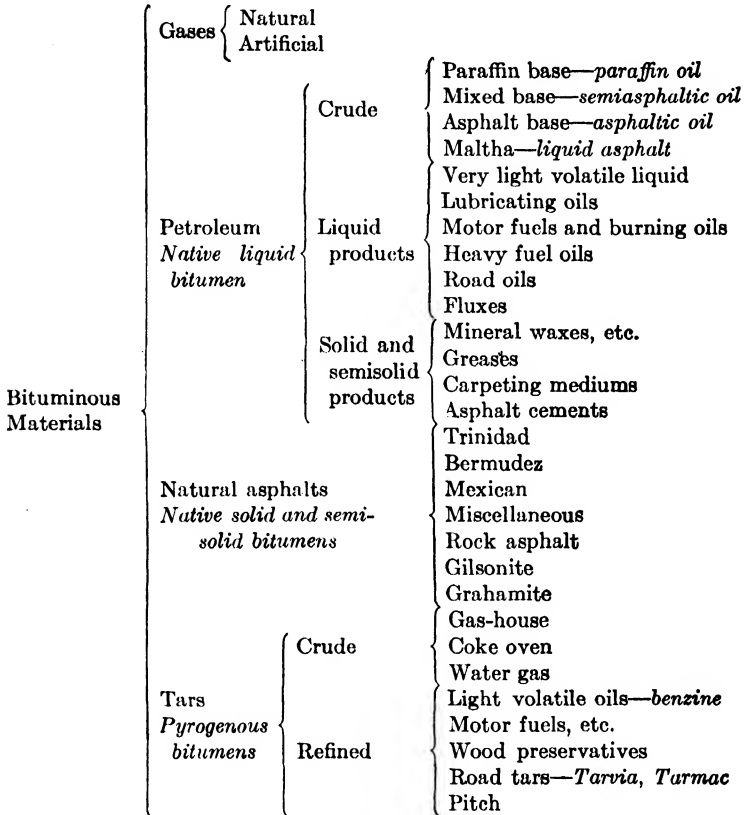 Gases
Natural
Artificial
Petroleum
Native liquid
bitumen
Crude
Paraffin base—paraffin oil
Mixed base—semiasphaltic oil
Asphalt base—asphaltic oil
Maltha—liquid asphalt
Liquid
products
Very light volatile liquid
Lubricating oils
Motor fuels and burning oils
Heavy fuel oils
Road oils
Fluxes
Solid and
semisolid
products
Mineral waxes, etc.
Greases
Carpeting mediums
Asphalt cements
Bituminous
Materials
Natural asphalts
Native solid and semi-
solid bitumens
Trinidad
Bermudez
Mexican
Miscellaneous
Rock asphalt
Gilsonite
Grahamite
Tars
Pyrogenous
bitumens
Crude
Gas-house
Coke oven
Water gas
Refined
Light volatile oils—benzine
Motor fuels, etc.
Wood preservatives
Road tars—Tarvia, Tarmac
Pitch